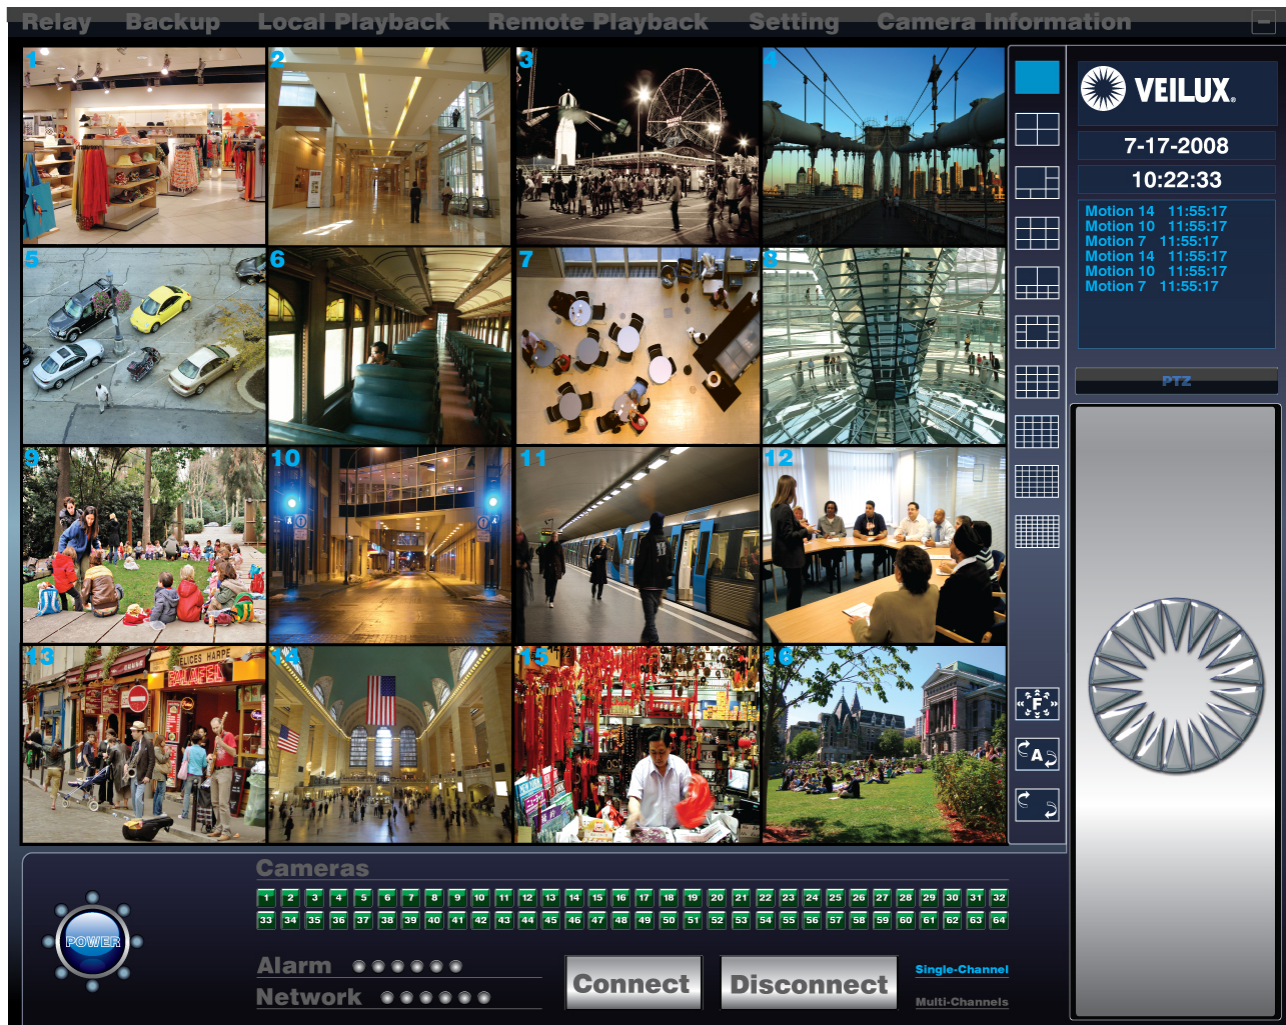 Relay Backup Local Playback Remote Playback Setting Camera Information
1 2 3 4
5 6 7 8
9 10 11 12
13 14 15 16
DELICES HARPE
FALAFEL
VEILUX®
7-17-2008
10:22:33
Motion 14 11:55:17
Motion 10 11:55:17
Motion 7 11:55:17
Motion 14 11:55:17
Motion 10 11:55:17
Motion 7 11:55:17
PTZ
F
A
Cameras
1 2 3 4 5 6 7 8 9 10 11 12 13 14 15 16 17 18 19 20 21 22 23 24 25 26 27 28 29 30 31 32
33 34 35 36 37 38 39 40 41 42 43 44 45 46 47 48 49 50 51 52 53 54 55 56 57 58 59 60 61 62 63 64
POWER
Alarm
Network
Connect
Disconnect
Single-Channel
Multi-Channels